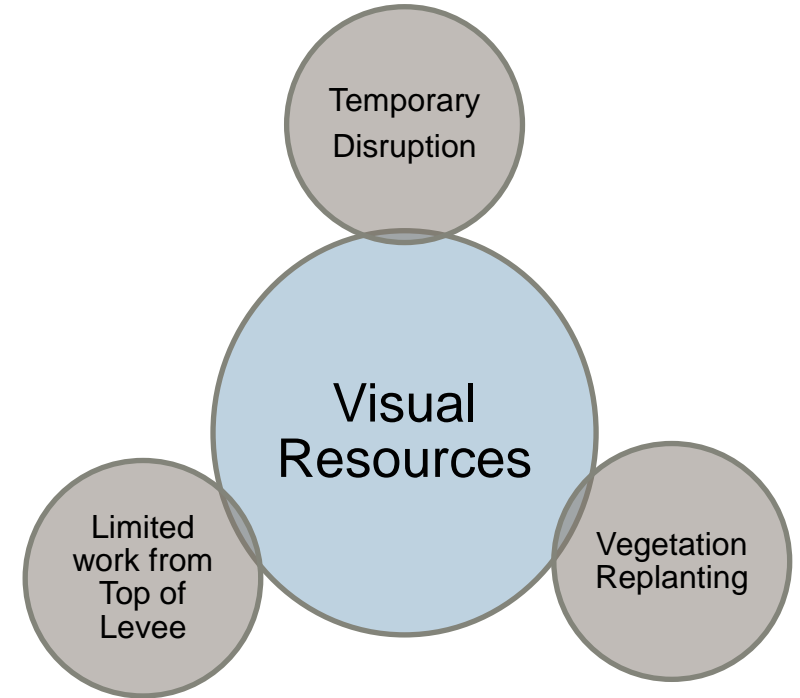 Temporary
Disruption
Visual
Resources
Limited
work from
Top of
Levee
Vegetation
Replanting